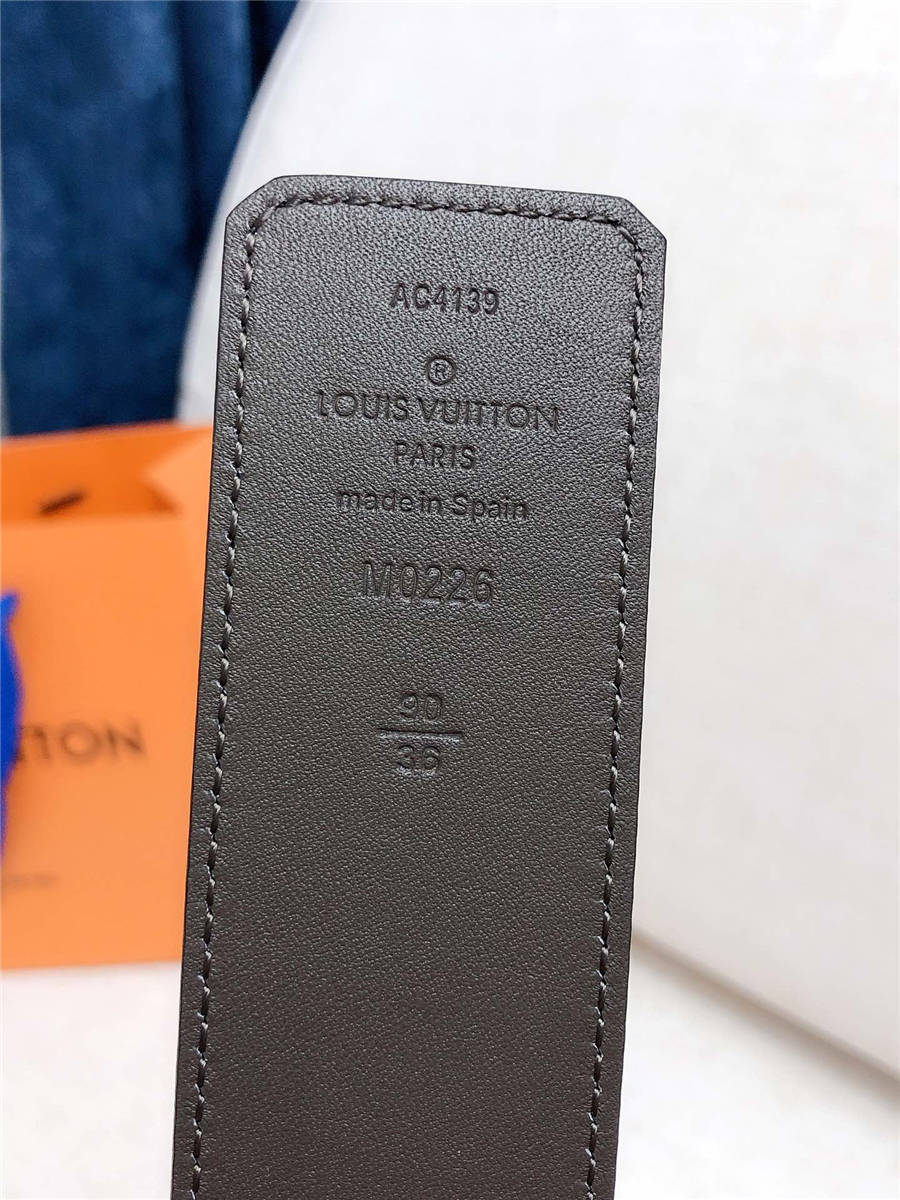 AC4139
®
LOUIS VUITTON
PARIS
made in Spain
M0226
90
36
TTON